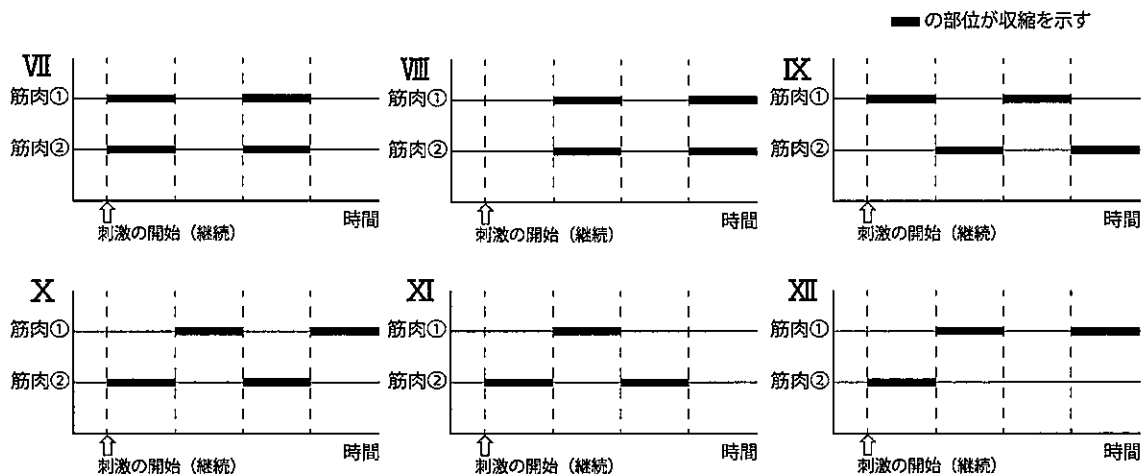 の部位が収縮を示す
Ⅶ
筋肉①
筋肉②
時間
刺激の開始（継続）
Ⅷ
筋肉①
筋肉②
時間
刺激の開始（継続）
Ⅸ
筋肉①
筋肉②
時間
刺激の開始（継続）
Ⅹ
筋肉①
筋肉②
時間
刺激の開始（継続）
Ⅺ
筋肉①
筋肉②
時間
刺激の開始（継続）
Ⅻ
筋肉①
筋肉②
時間
刺激の開始（継続）